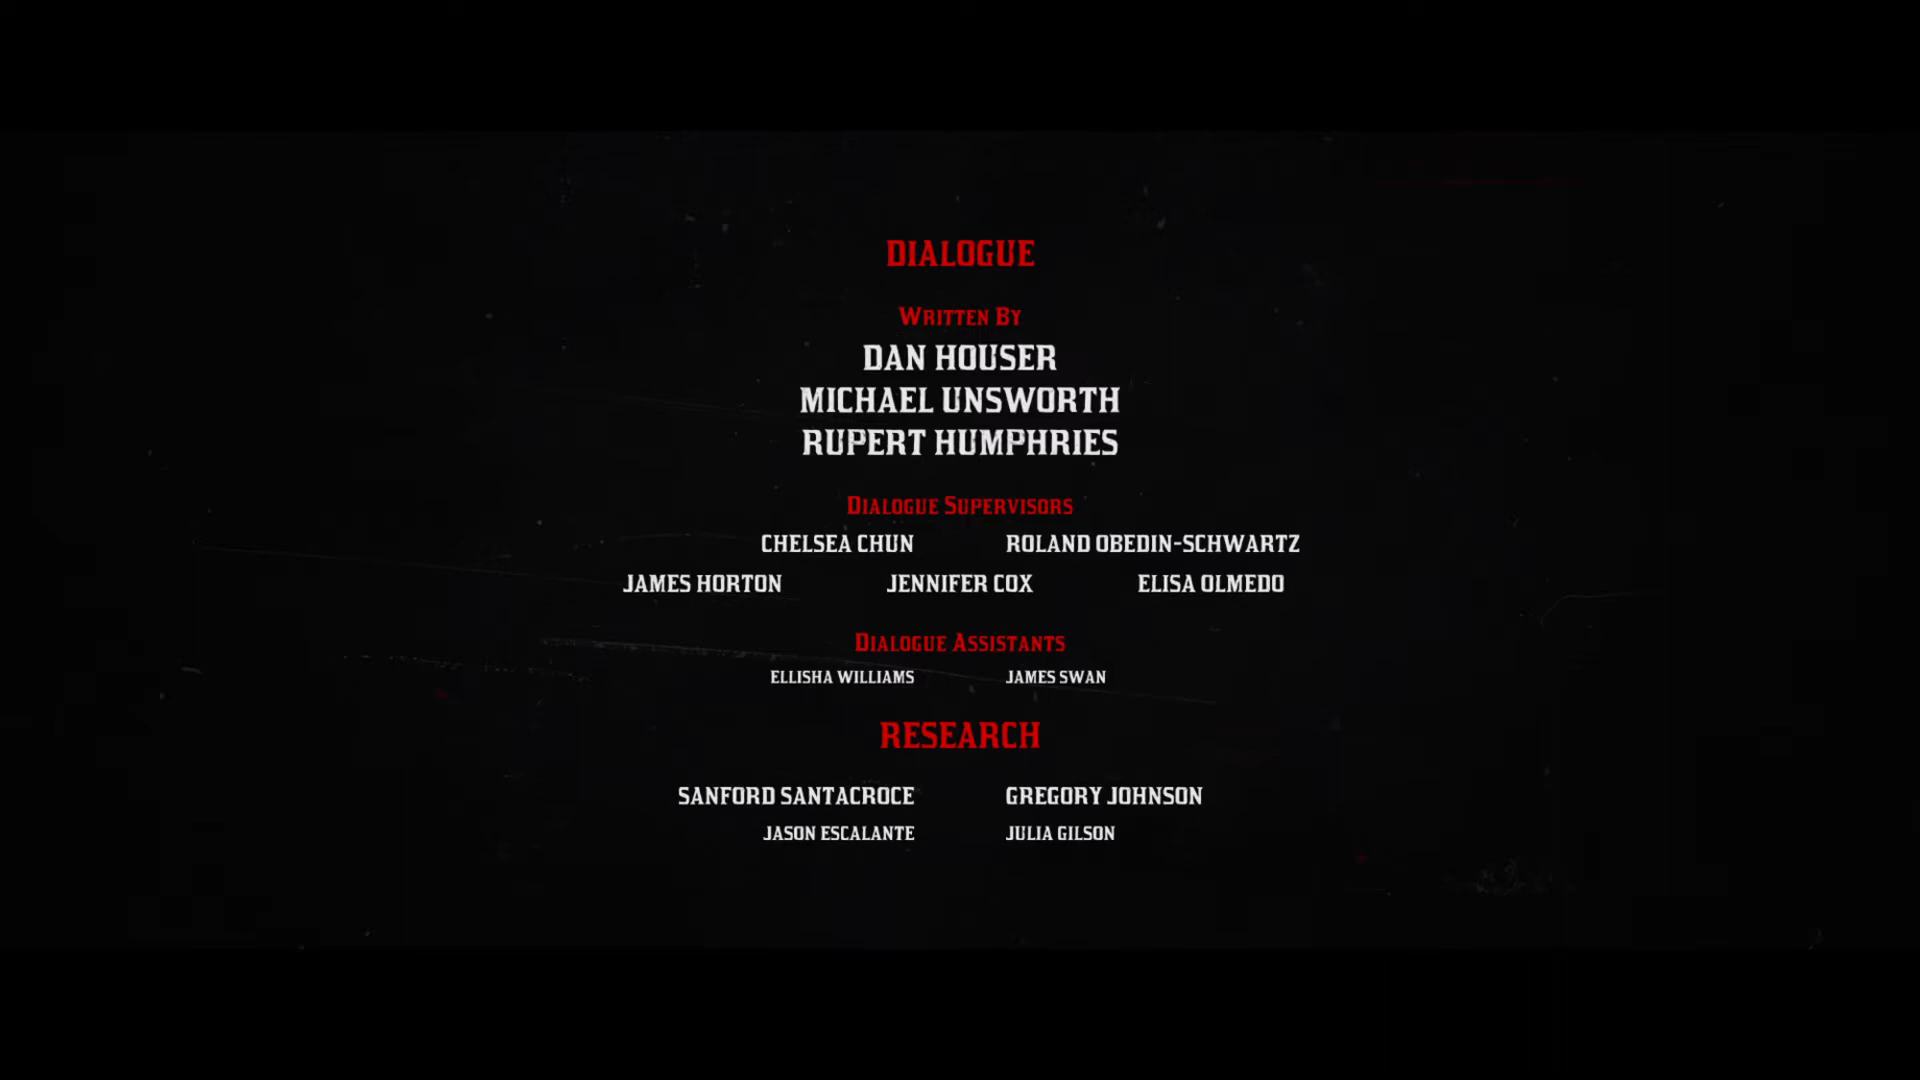 DIALOGUE
WRITTEN BY
DAN HOUSER
MICHAEL UNSWORTH
RUPERT HUMPHRIES
DIALOGUE SUPERVISORS
CHELSEA CHUN ROLAND OBEDIN-SCHWARTZ
JAMES HORTON JENNIFER COX ELISA OLMEDO
DIALOGUE ASSISTANTS
ELLISHA WILLIAMS JAMES SWAN
RESEARCH
SANFORD SANTACROCE GREGORY JOHNSON
JASON ESCALANTE JULIA GILSON